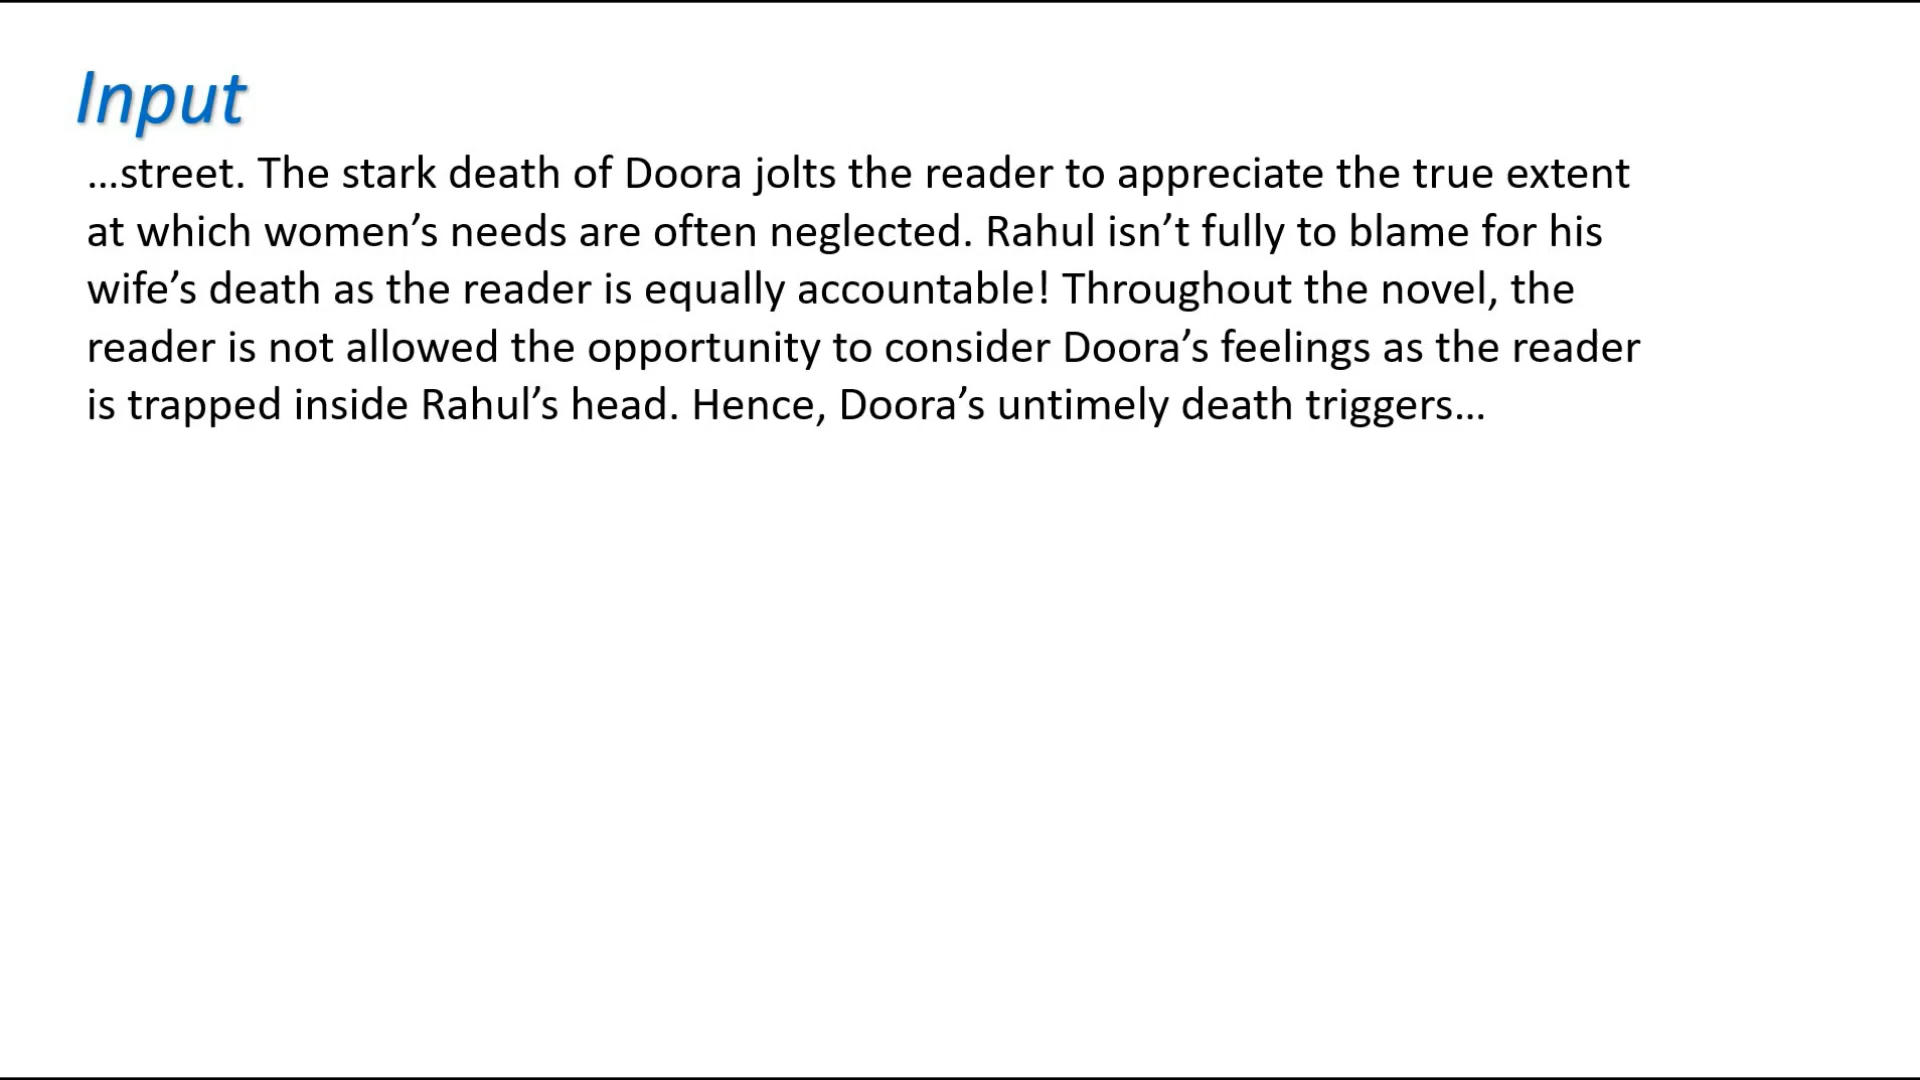 Input
…street. The stark death of Doora jolts the reader to appreciate the true extent
at which women’s needs are often neglected. Rahul isn’t fully to blame for his
wife’s death as the reader is equally accountable! Throughout the novel, the
reader is not allowed the opportunity to consider Doora’s feelings as the reader
is trapped inside Rahul’s head. Hence, Doora’s untimely death triggers…